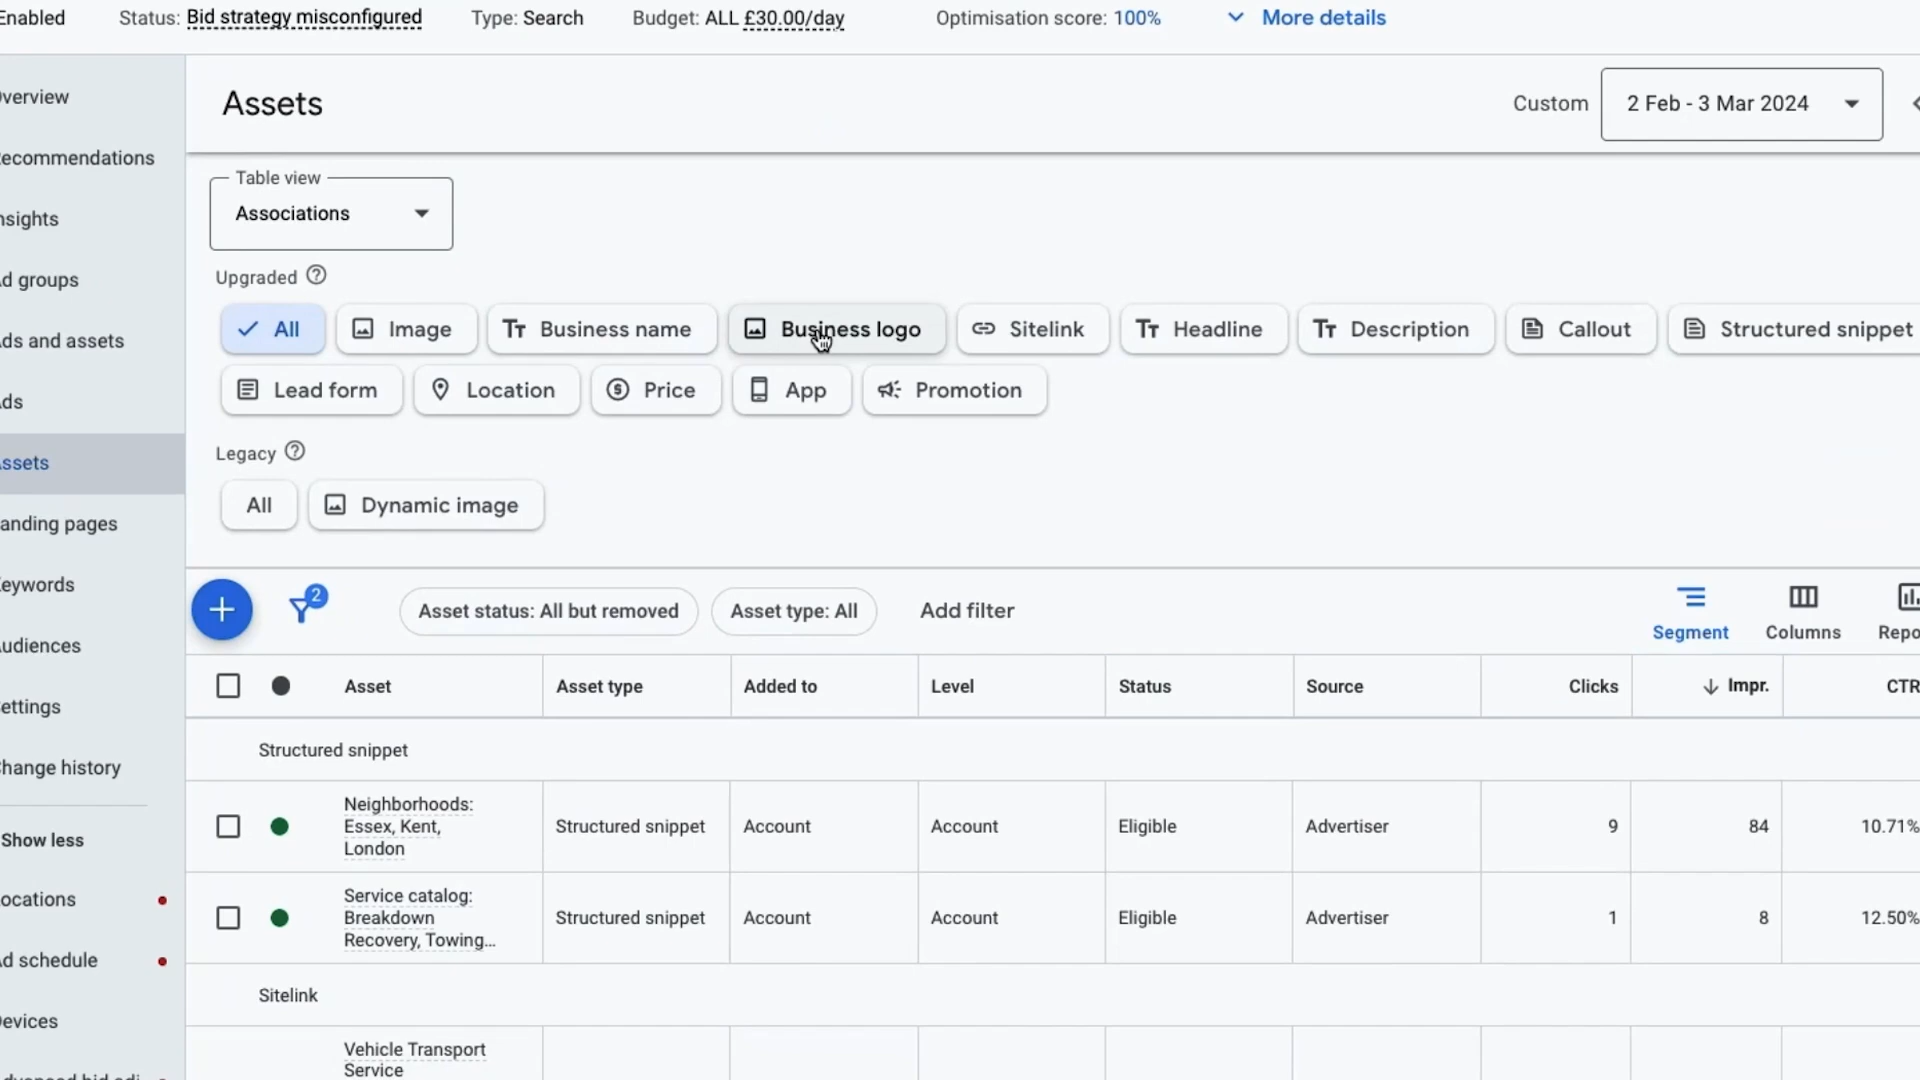 Enabled Status: Bid strategy misconfigured Type: Search Budget: ALL £30.00/day Optimisation score: 100% More details
verview
ecommendations
nsights
d groups
ds and assets
ds
ssets
anding pages
eywords
udiences
ettings
hange history
Show less
ocations
d schedule
evices
Assets
Custom 2 Feb - 3 Mar 2024
Table view
Associations
Upgraded
All Image Business name Business logo Sitelink Headline Description Callout Structured snippet
Lead form Location Price App Promotion
Legacy
All Dynamic image
2
Asset status: All but removed Asset type: All Add filter
Segment Columns Repo
Asset Asset type Added to Level Status Source Clicks Impr. CTR
Structured snippet
Neighborhoods:
Essex, Kent,
London
Structured snippet Account Account Eligible Advertiser 9 84 10.71%
Service catalog:
Breakdown
Recovery, Towing...
Structured snippet Account Account Eligible Advertiser 1 8 12.50%
Sitelink
Vehicle Transport
Service